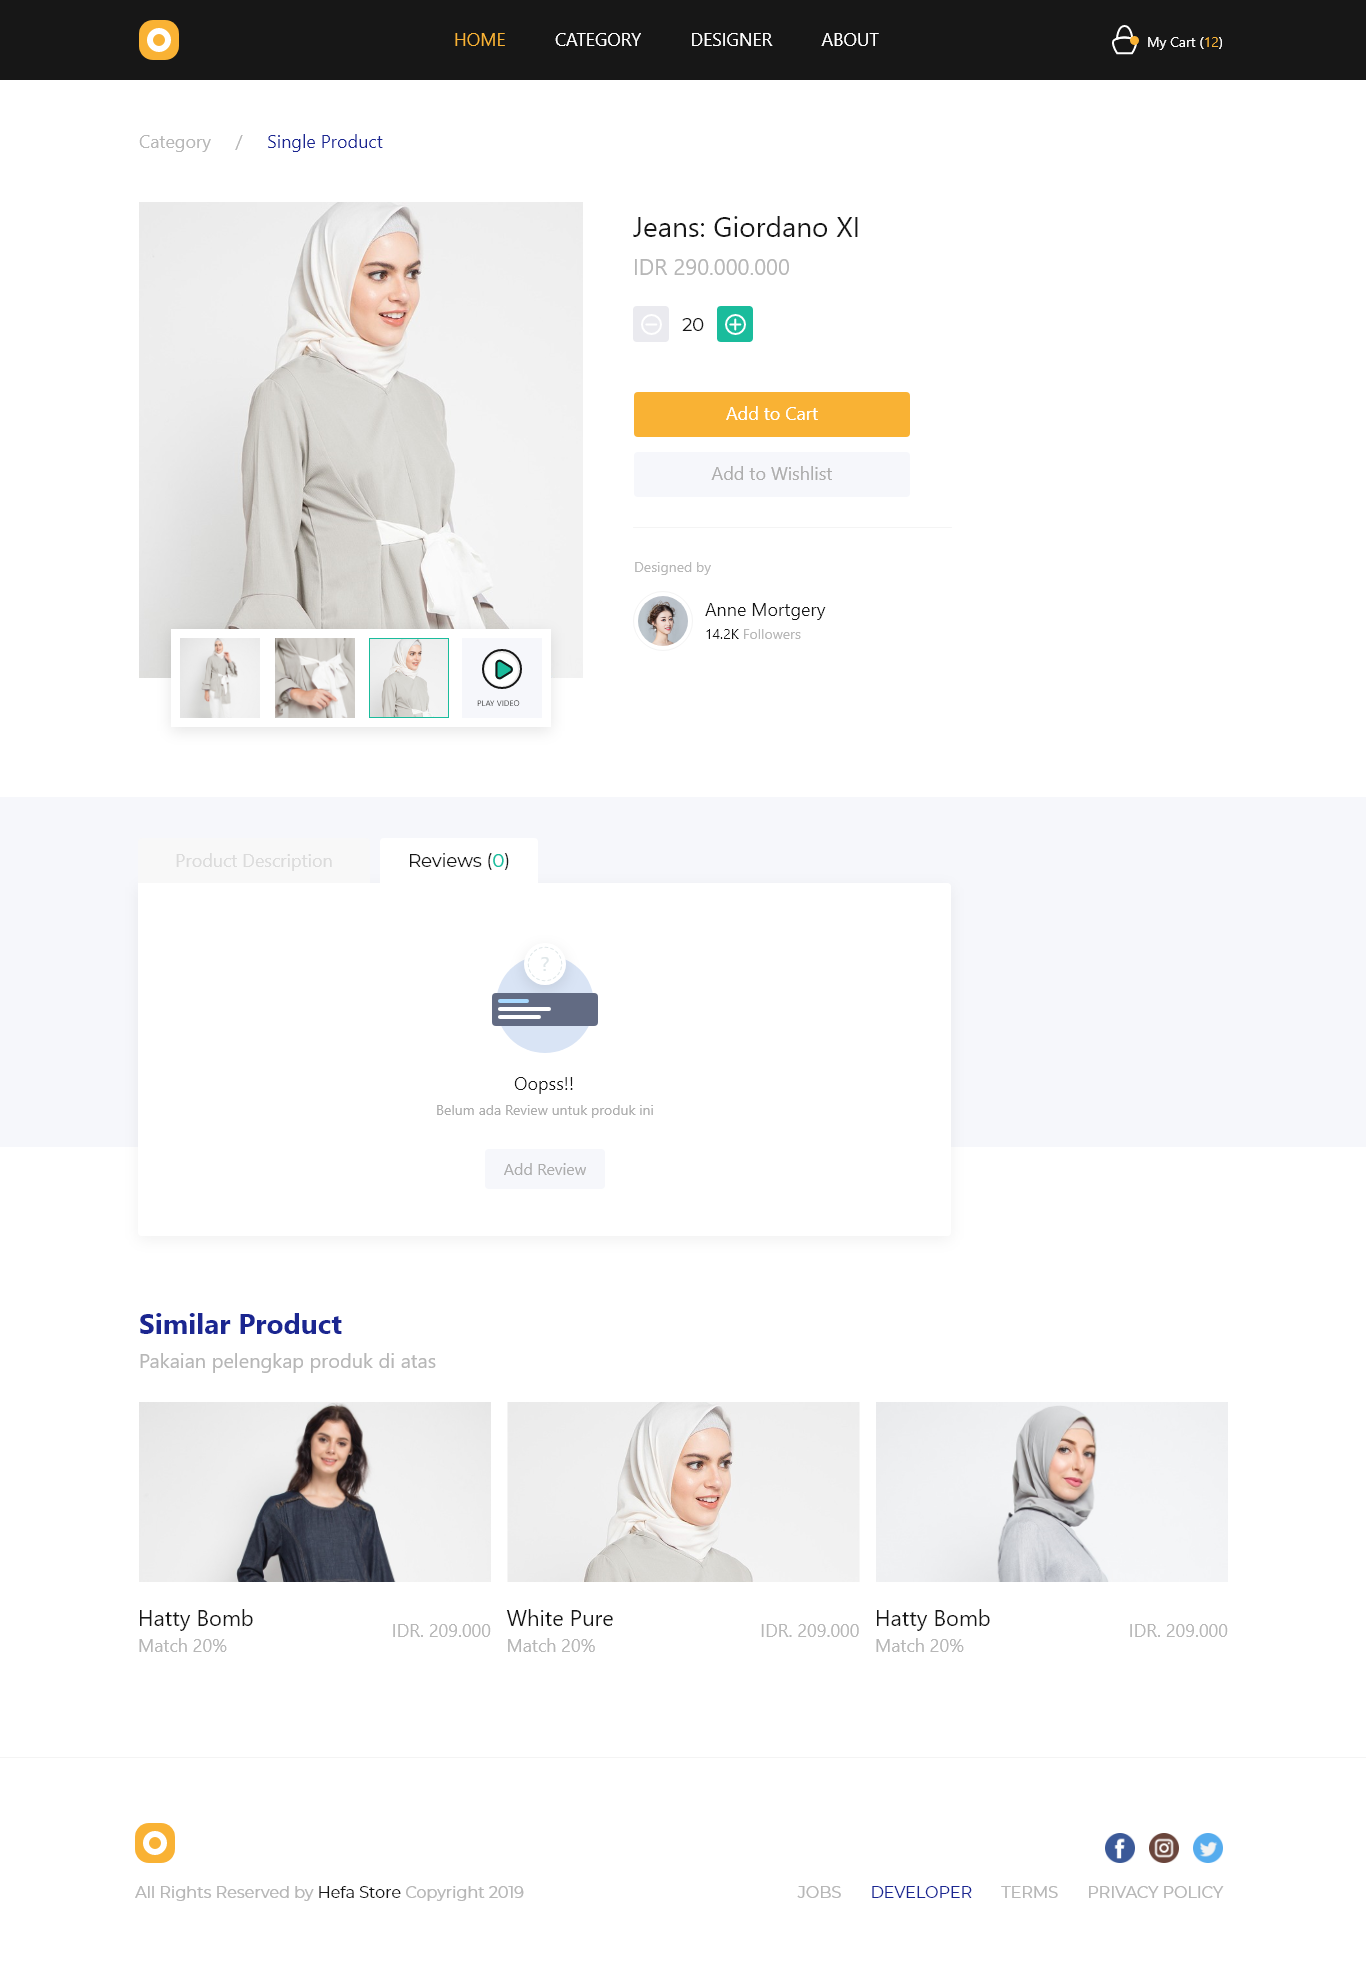 HOME CATEGORY DESIGNER ABOUT My Cart (12)
Category / Single Product
Jeans: Giordano XI
IDR 290.000.000
20
Add to Cart
Add to Wishlist
Designed by
Anne Mortgery
14.2K Followers
PLAY VIDEO
Product Description Reviews (0)
?
Oopss!!
Belum ada Review untuk produk ini
Add Review
Similar Product
Pakaian pelengkap produk di atas
Hatty Bomb
Match 20%
IDR. 209.000
White Pure
Match 20%
IDR. 209.000
Hatty Bomb
Match 20%
IDR. 209.000
All Rights Reserved by Hefa Store Copyright 2019
JOBS DEVELOPER TERMS PRIVACY POLICY